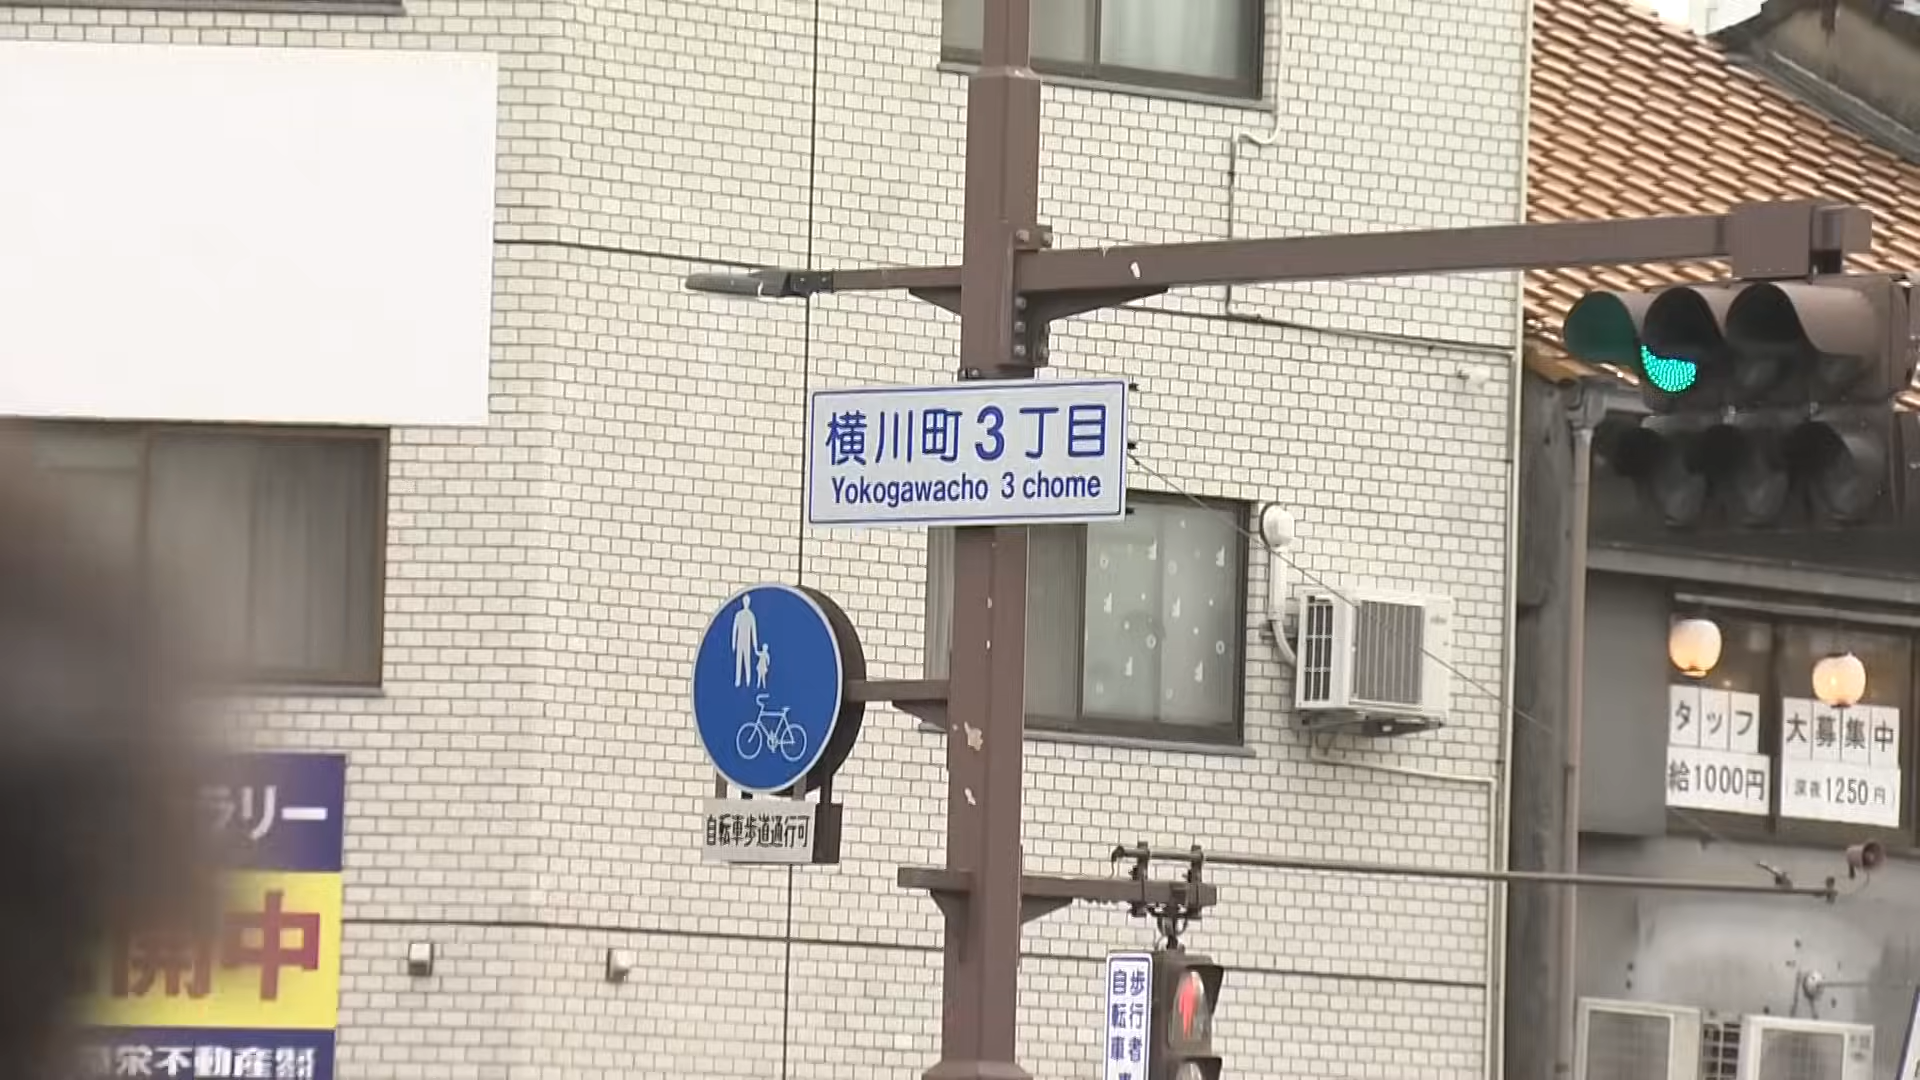 横川町3丁目
Yokogawacho 3 chome
自転車歩道通行可
タッフ
給1000円
大募集中
(深夜1250円)
ラリー
開中
栄不動産
歩行者
自転車